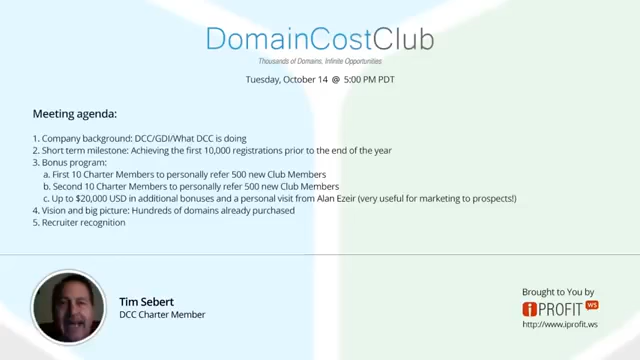 DomainCostClub
Thousands of Domains, Infinite Opportunities
Tuesday, October 14 @ 5:00 PM PDT
Meeting agenda:
1. Company background: DCC/GDI/What DCC is doing
2. Short term milestone: Achieving the first 10,000 registrations prior to the end of the year
3. Bonus program:
a. First 10 Charter Members to personally refer 500 new Club Members
b. Second 10 Charter Members to personally refer 500 new Club Members
c. Up to $20,000 USD in additional bonuses and a personal visit from Alan Ezeir (very useful for marketing to prospects!)
4. Vision and big picture: Hundreds of domains already purchased
5. Recruiter recognition
Tim Sebert
DCC Charter Member
Brought to You by
iPROFIT WS
http://www.iprofit.ws